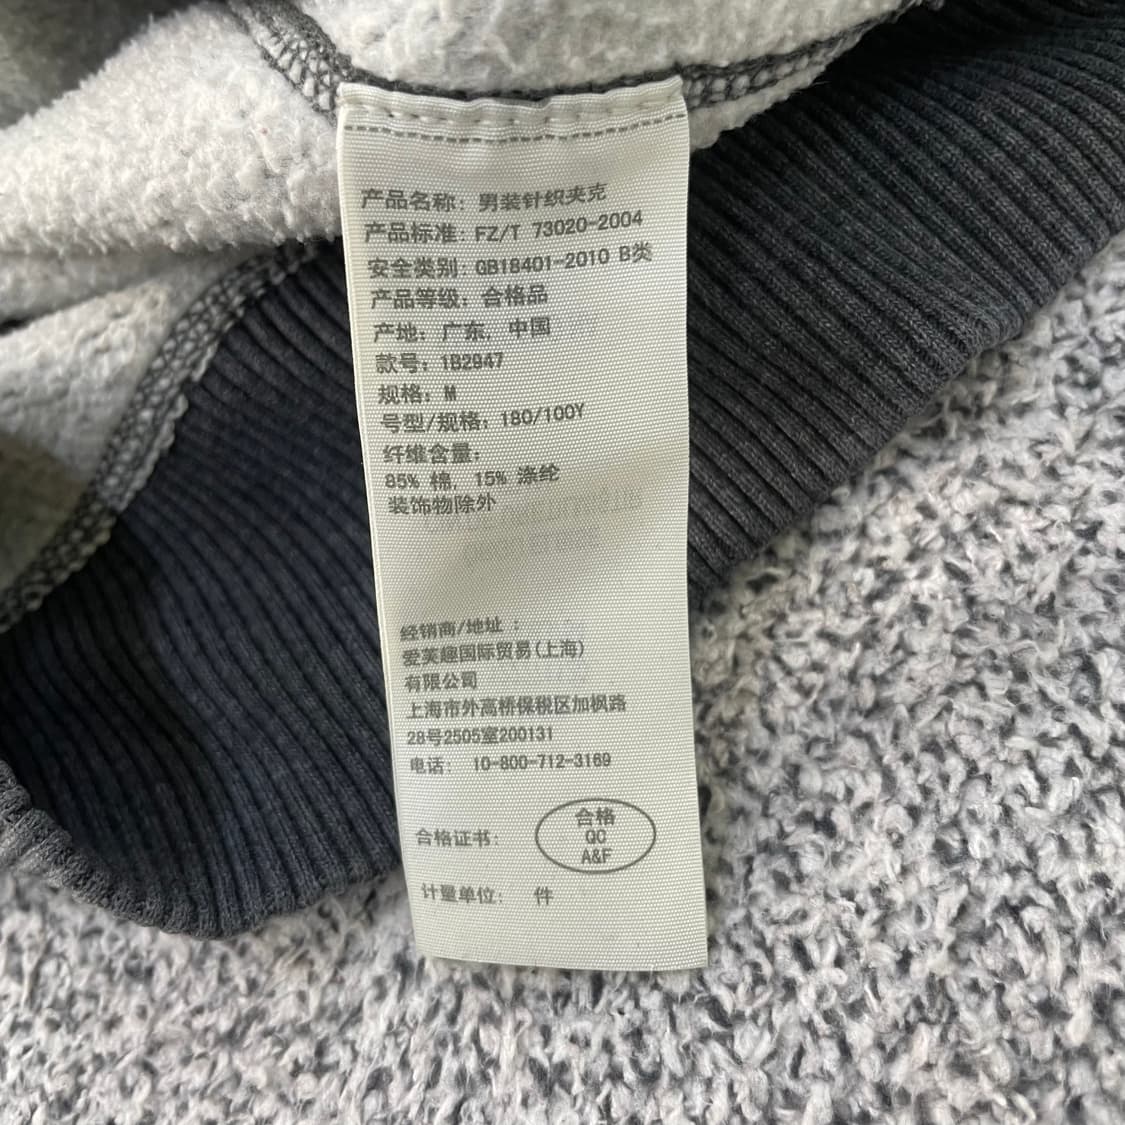 产品名称: 男装针织夹克
产品标准: FZ/T 73020-2004
安全类别: GB18401-2010 B类
产品等级: 合格品
产地: 广东, 中国
款号: 1B2947
规格: M
号型/规格: 180/100Y
纤维含量:
85% 棉, 15% 涤纶
装饰物除外
经销商/地址 :
爱芙趣国际贸易(上海)
有限公司
上海市外高桥保税区加枫路
28号2505室200131
电话: 10-800-712-3169
合格证书:
合格
QC
A&F
计量单位: 件